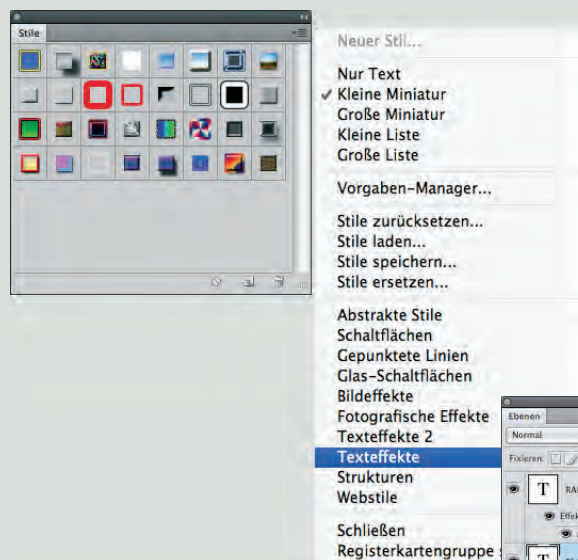 Stile
Neuer Stil...
Nur Text
✓ Kleine Miniatur
Große Miniatur
Kleine Liste
Große Liste
Vorgaben-Manager...
Stile zurücksetzen...
Stile laden...
Stile speichern...
Stile ersetzen...
Abstrakte Stile
Schaltflächen
Gepunktete Linien
Glas-Schaltflächen
Bildeffekte
Fotografische Effekte
Texteffekte 2
Texteffekte
Strukturen
Webstile
Schließen
Registerkartengruppe
Ebenen
Normal
Fixieren:
T
Effek
T